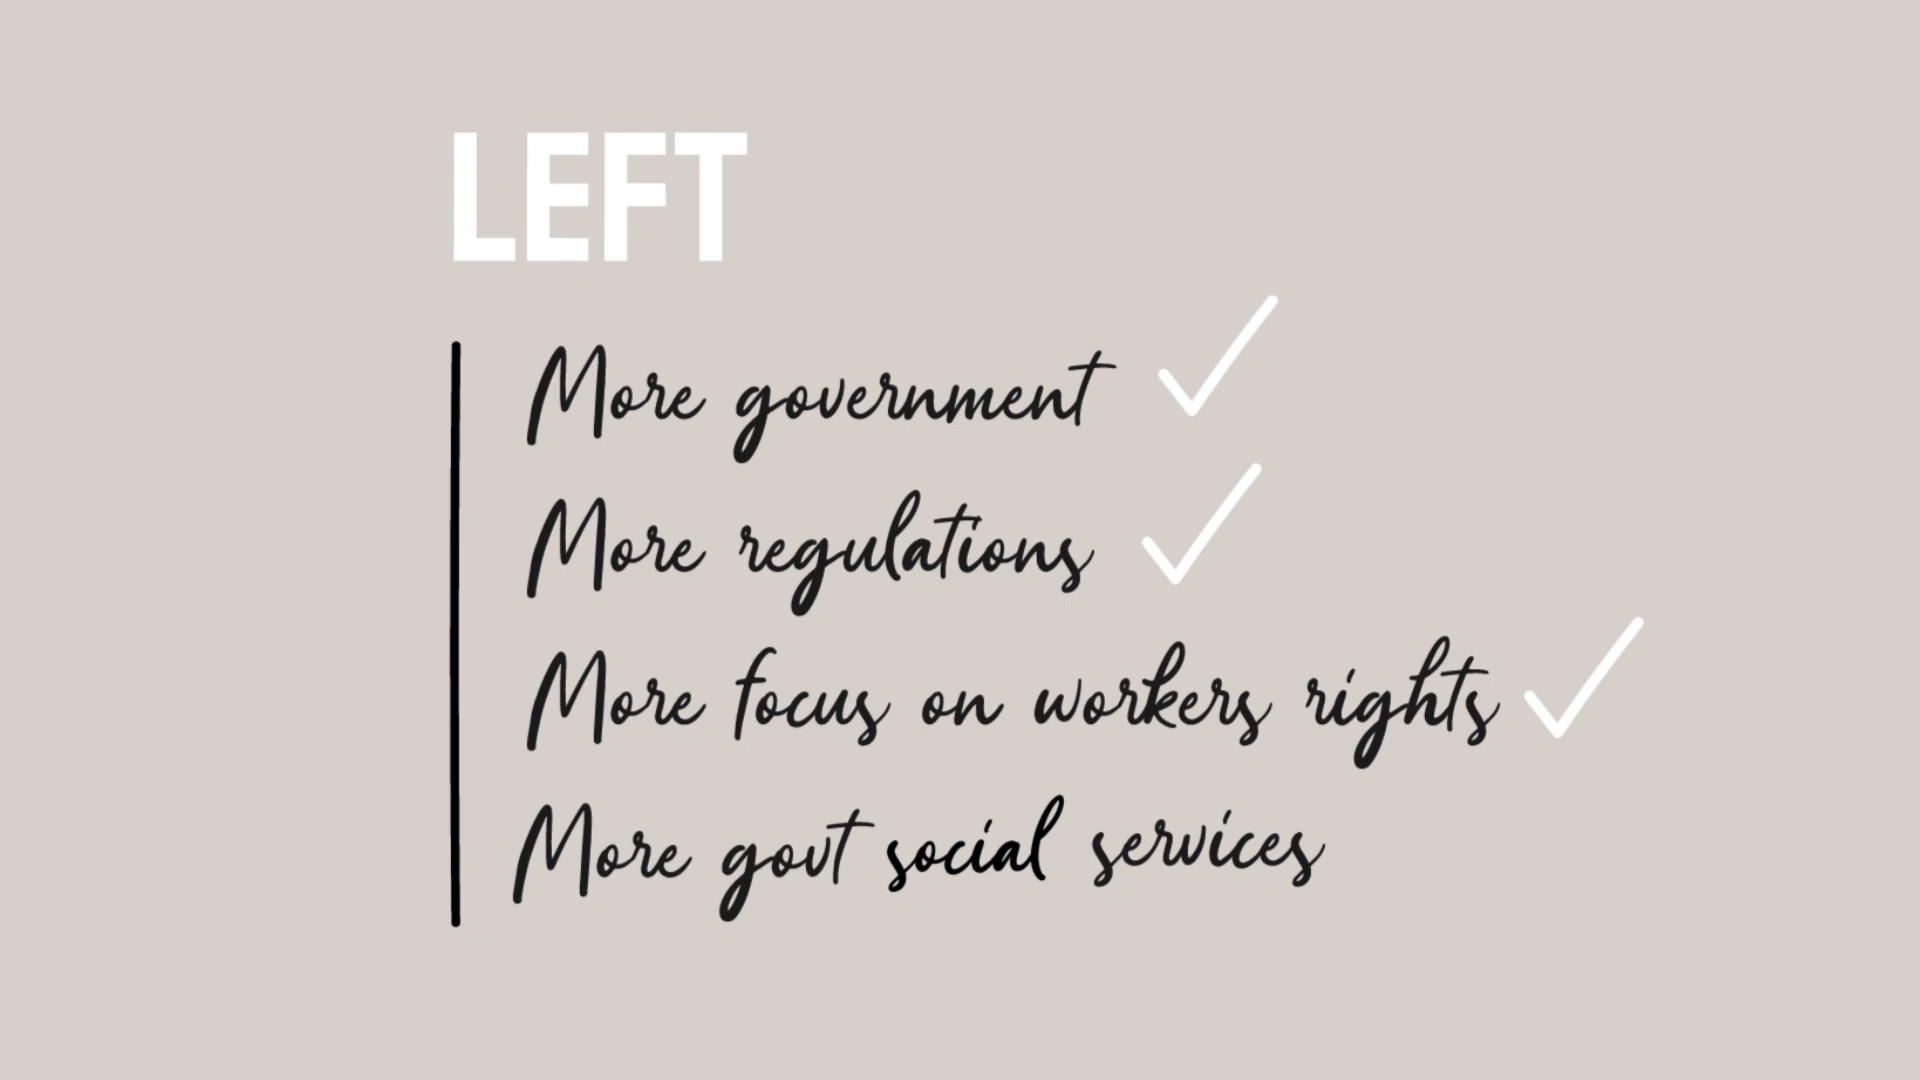 LEFT
More government
More regulations
More focus on workers rights
More govt social services